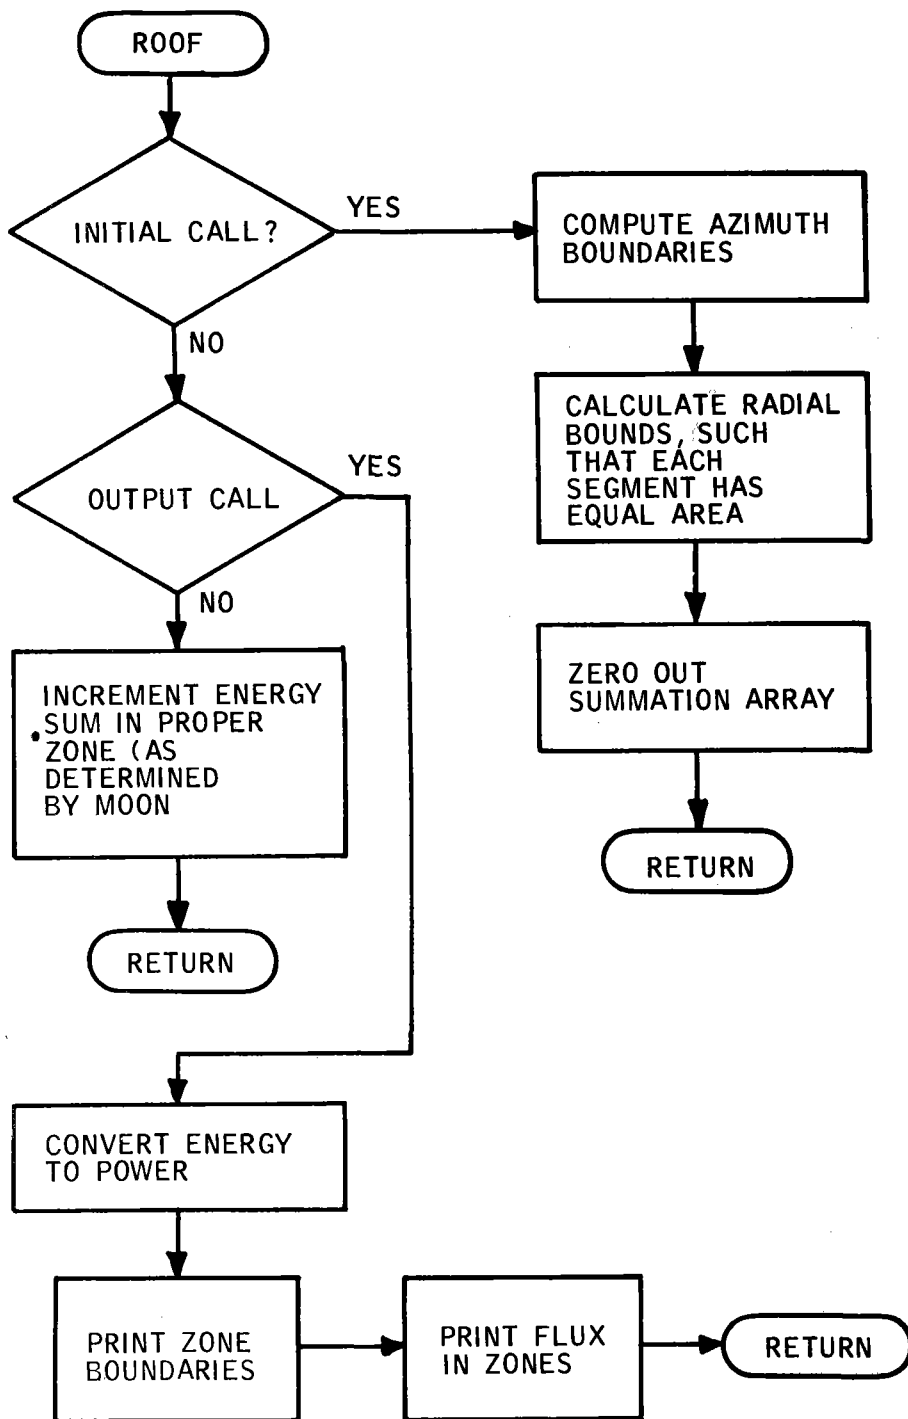 ROOF
INITIAL CALL?
YES
COMPUTE AZIMUTH
BOUNDARIES
NO
CALCULATE RADIAL
BOUNDS, SUCH
THAT EACH
SEGMENT HAS
EQUAL AREA
OUTPUT CALL
YES
NO
INCREMENT ENERGY
SUM IN PROPER
ZONE (AS
DETERMINED
BY MOON
ZERO OUT
SUMMATION ARRAY
RETURN
RETURN
CONVERT ENERGY
TO POWER
PRINT ZONE
BOUNDARIES
PRINT FLUX
IN ZONES
RETURN